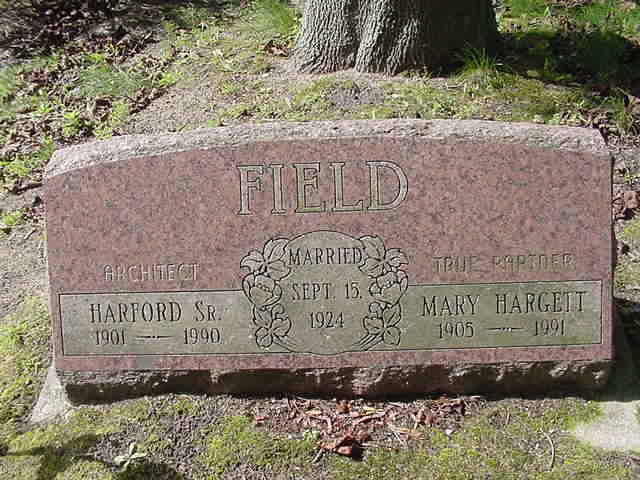 FIELD
ARCHITECT
HARFORD SR.
1901 — 1990
MARRIED
SEPT. 15,
1924
TRUE PARTNER
MARY HARGETT
1905 — 1991